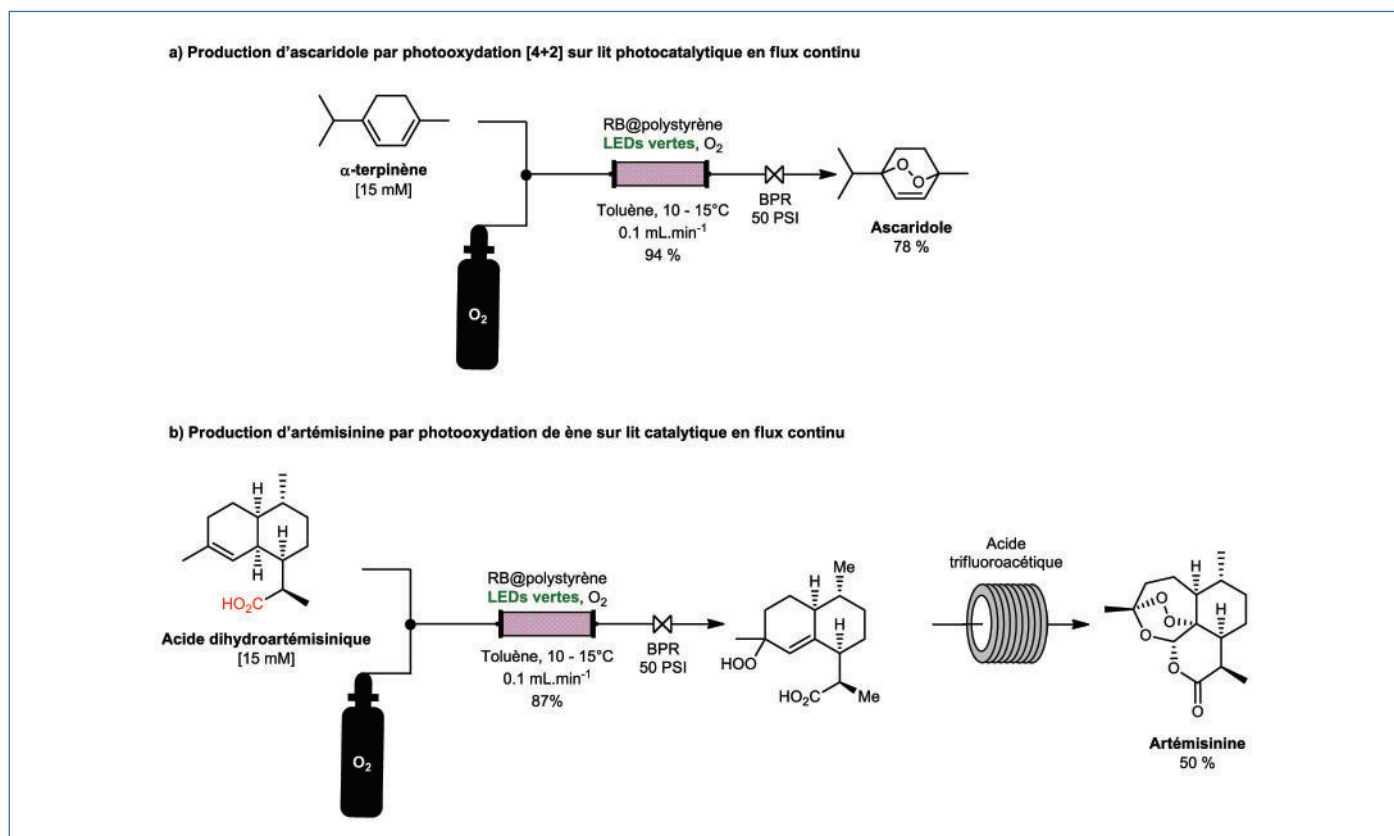 a) Production d'ascaridole par photooxydation [4+2] sur lit photocatalytique en flux continu
α-terpinène
[15 mM]
O2
RB@polystyrène
LEDs vertes, O2
Toluène, 10 - 15°C
0.1 mL.min-1
94 %
BPR
50 PSI
O
O
Ascaridole
78 %
b) Production d'artémisinine par photooxydation de ène sur lit catalytique en flux continu
H
H
H
HO2C
Acide dihydroartémisinique
[15 mM]
O2
RB@polystyrène
LEDs vertes, O2
Toluène, 10 - 15°C
0.1 mL.min-1
87%
BPR
50 PSI
Me
H
H
HOO
HO2C
Me
Acide
trifluoroacétique
H
O
O
H
O
O
O
Artémisinine
50 %